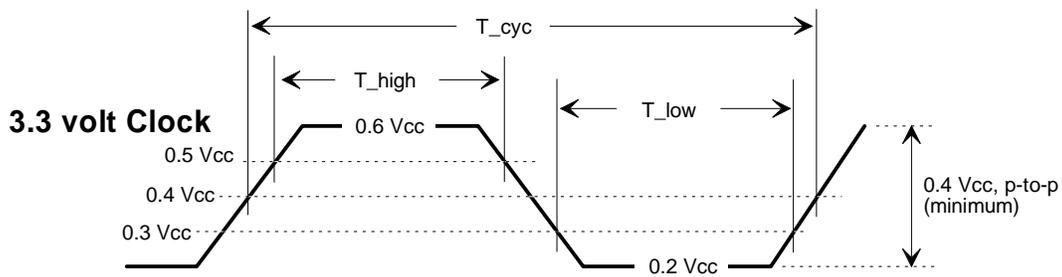 T_cyc
T_high
T_low
3.3 volt Clock
0.6 Vcc
0.5 Vcc
0.4 Vcc
0.3 Vcc
0.2 Vcc
0.4 Vcc, p-to-p
(minimum)